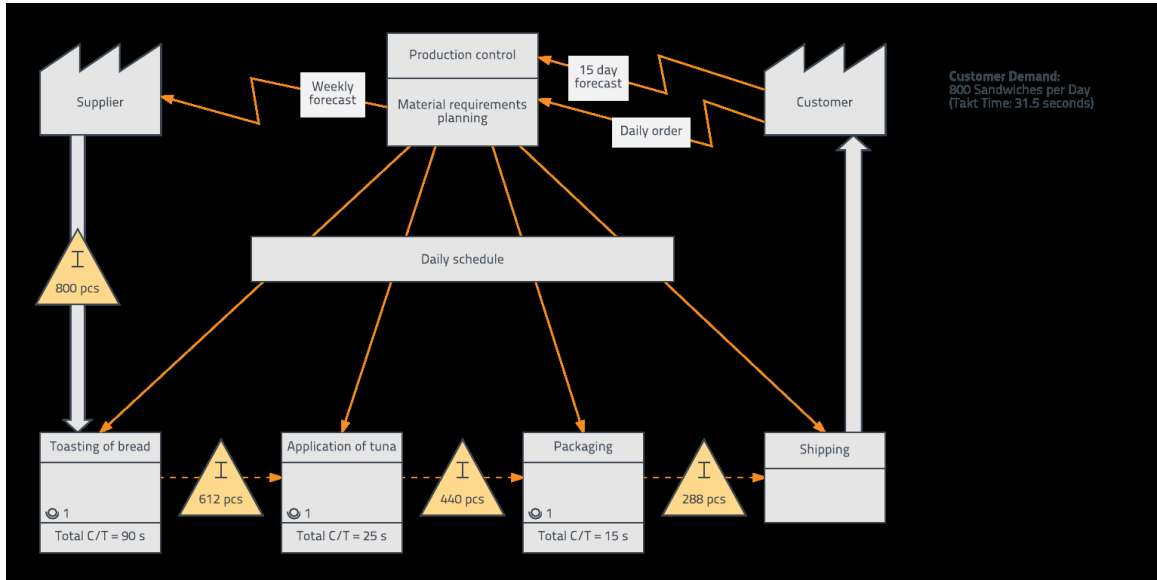 Production control
Supplier
Weekly
forecast
Material requirements
planning
15 day
forecast
Daily order
Customer
Customer Demand:
800 Sandwiches per Day
(Takt Time: 31.5 seconds)
Daily schedule
I
800 pcs
Toasting of bread
1
Total C/T = 90 s
I
612 pcs
Application of tuna
1
Total C/T = 25 s
I
440 pcs
Packaging
1
Total C/T = 15 s
I
288 pcs
Shipping